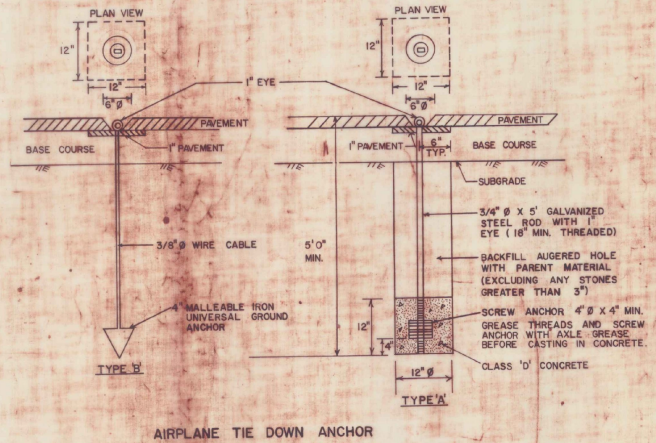 PLAN VIEW
12"
12"
6" Ø
PLAN VIEW
12"
12"
6" Ø
1" EYE
PAVEMENT
1" PAVEMENT
BASE COURSE
3/8" Ø WIRE CABLE
4" MALLEABLE IRON
UNIVERSAL GROUND
ANCHOR
TYPE 'B'
PAVEMENT
1" PAVEMENT
6"
TYP.
BASE COURSE
SUBGRADE
5'0"
MIN.
3/4" Ø X 5' GALVANIZED
STEEL ROD WITH 1"
EYE (18" MIN. THREADED)
BACKFILL AUGERED HOLE
WITH PARENT MATERIAL
(EXCLUDING ANY STONES
GREATER THAN 3")
SCREW ANCHOR 4" Ø X 4" MIN.
GREASE THREADS AND SCREW
ANCHOR WITH AXLE GREASE
BEFORE CASTING IN CONCRETE.
CLASS 'D' CONCRETE
12"
4"
12" Ø
TYPE 'A'
AIRPLANE TIE DOWN ANCHOR